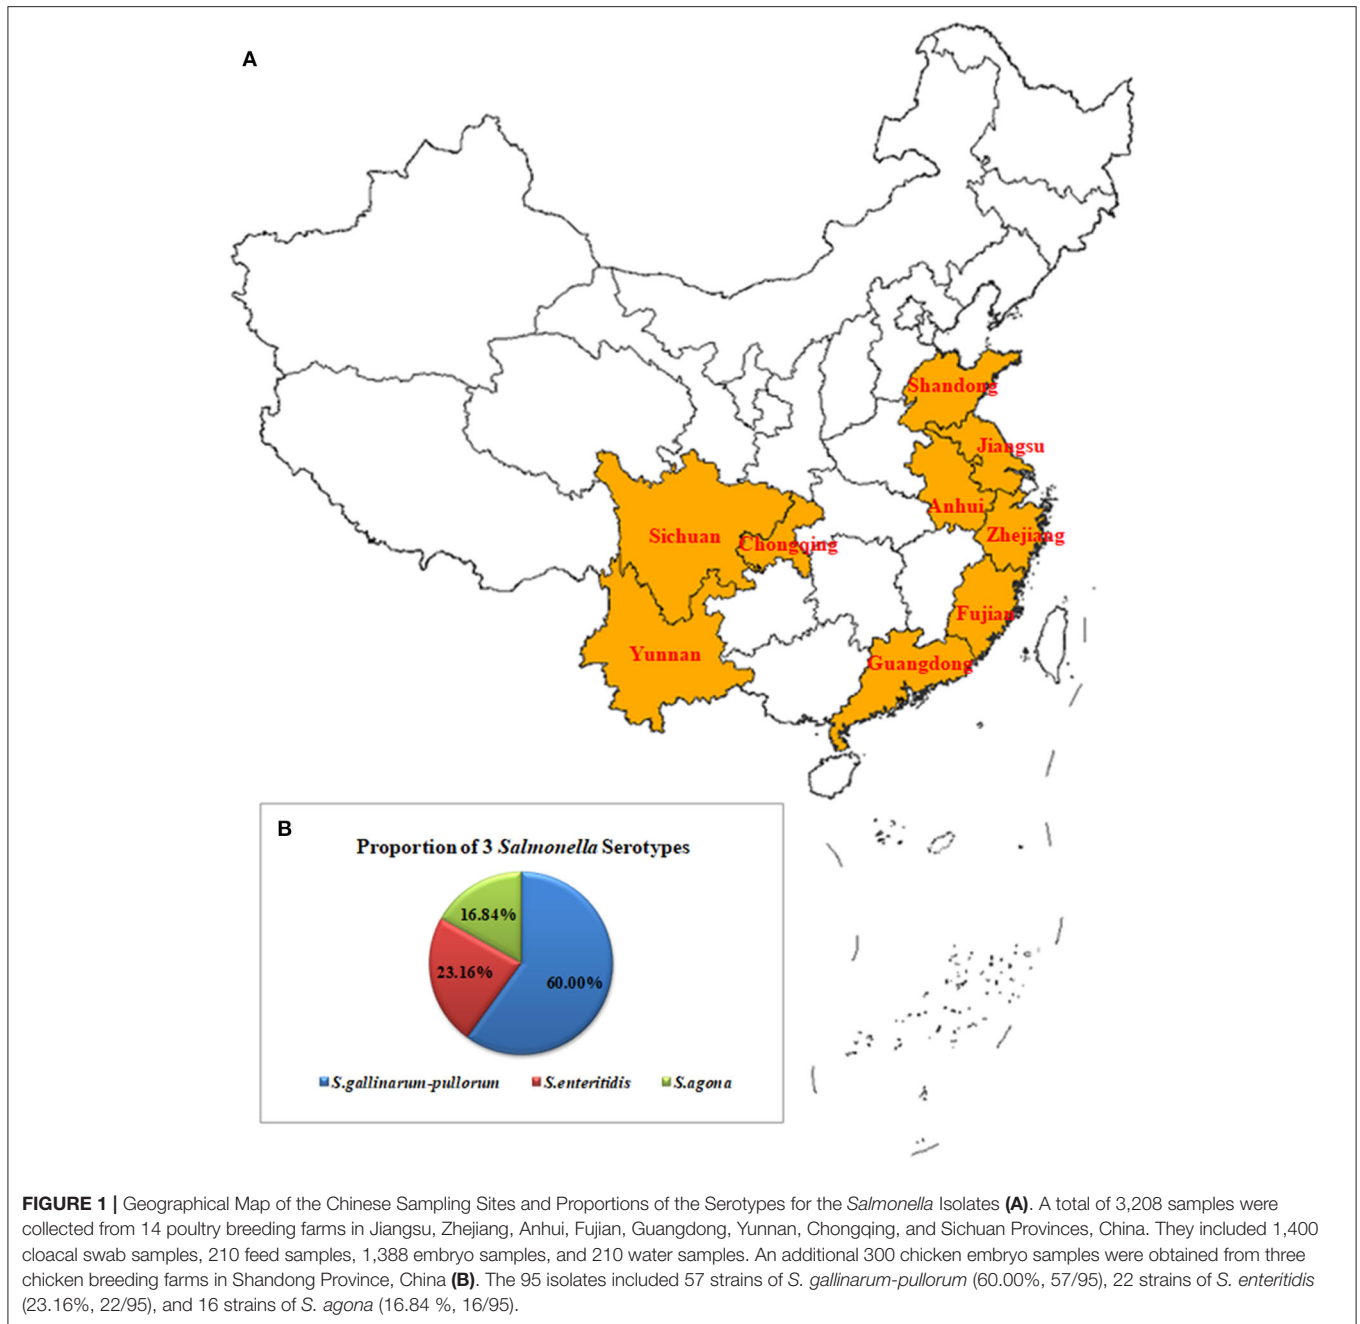 A
Shandong
Jiangsu
Anhui
Zhejiang
Sichuan
Chongqing
Fujian
Yunnan
Guangdong
B
Proportion of 3 Salmonella Serotypes
16.84%
23.16%
60.00%
S.gallinarum-pullorum S.enteritidis S.agona
FIGURE 1 | Geographical Map of the Chinese Sampling Sites and Proportions of the Serotypes for the Salmonella Isolates (A). A total of 3,208 samples were
collected from 14 poultry breeding farms in Jiangsu, Zhejiang, Anhui, Fujian, Guangdong, Yunnan, Chongqing, and Sichuan Provinces, China. They included 1,400
cloacal swab samples, 210 feed samples, 1,388 embryo samples, and 210 water samples. An additional 300 chicken embryo samples were obtained from three
chicken breeding farms in Shandong Province, China (B). The 95 isolates included 57 strains of S. gallinarum-pullorum (60.00%, 57/95), 22 strains of S. enteritidis
(23.16%, 22/95), and 16 strains of S. agona (16.84 %, 16/95).